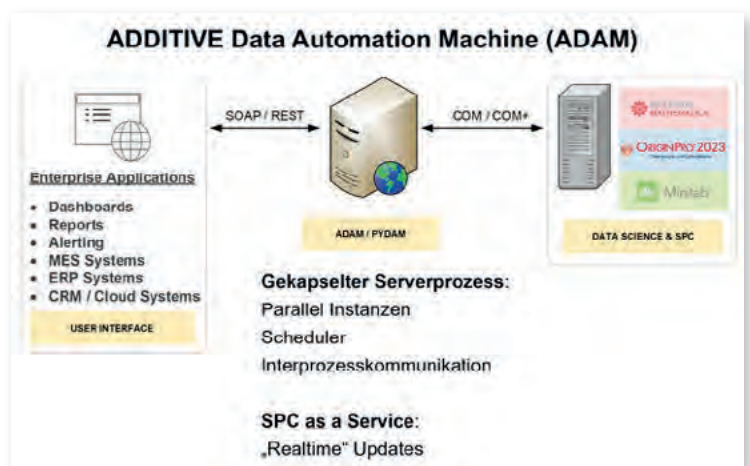 ADDITIVE Data Automation Machine (ADAM)
SOAP / REST
COM / COM+
MATHEMATICA
ORIGINPRO 2023
Minitab
Enterprise Applications
• Dashboards
• Reports
• Alerting
• MES Systems
• ERP Systems
• CRM / Cloud Systems
USER INTERFACE
ADAM / PYDAM
DATA SCIENCE & SPC
Gekapselter Serverprozess:
Parallel Instanzen
Scheduler
Interprozesskommunikation
SPC as a Service:
„Realtime“ Updates